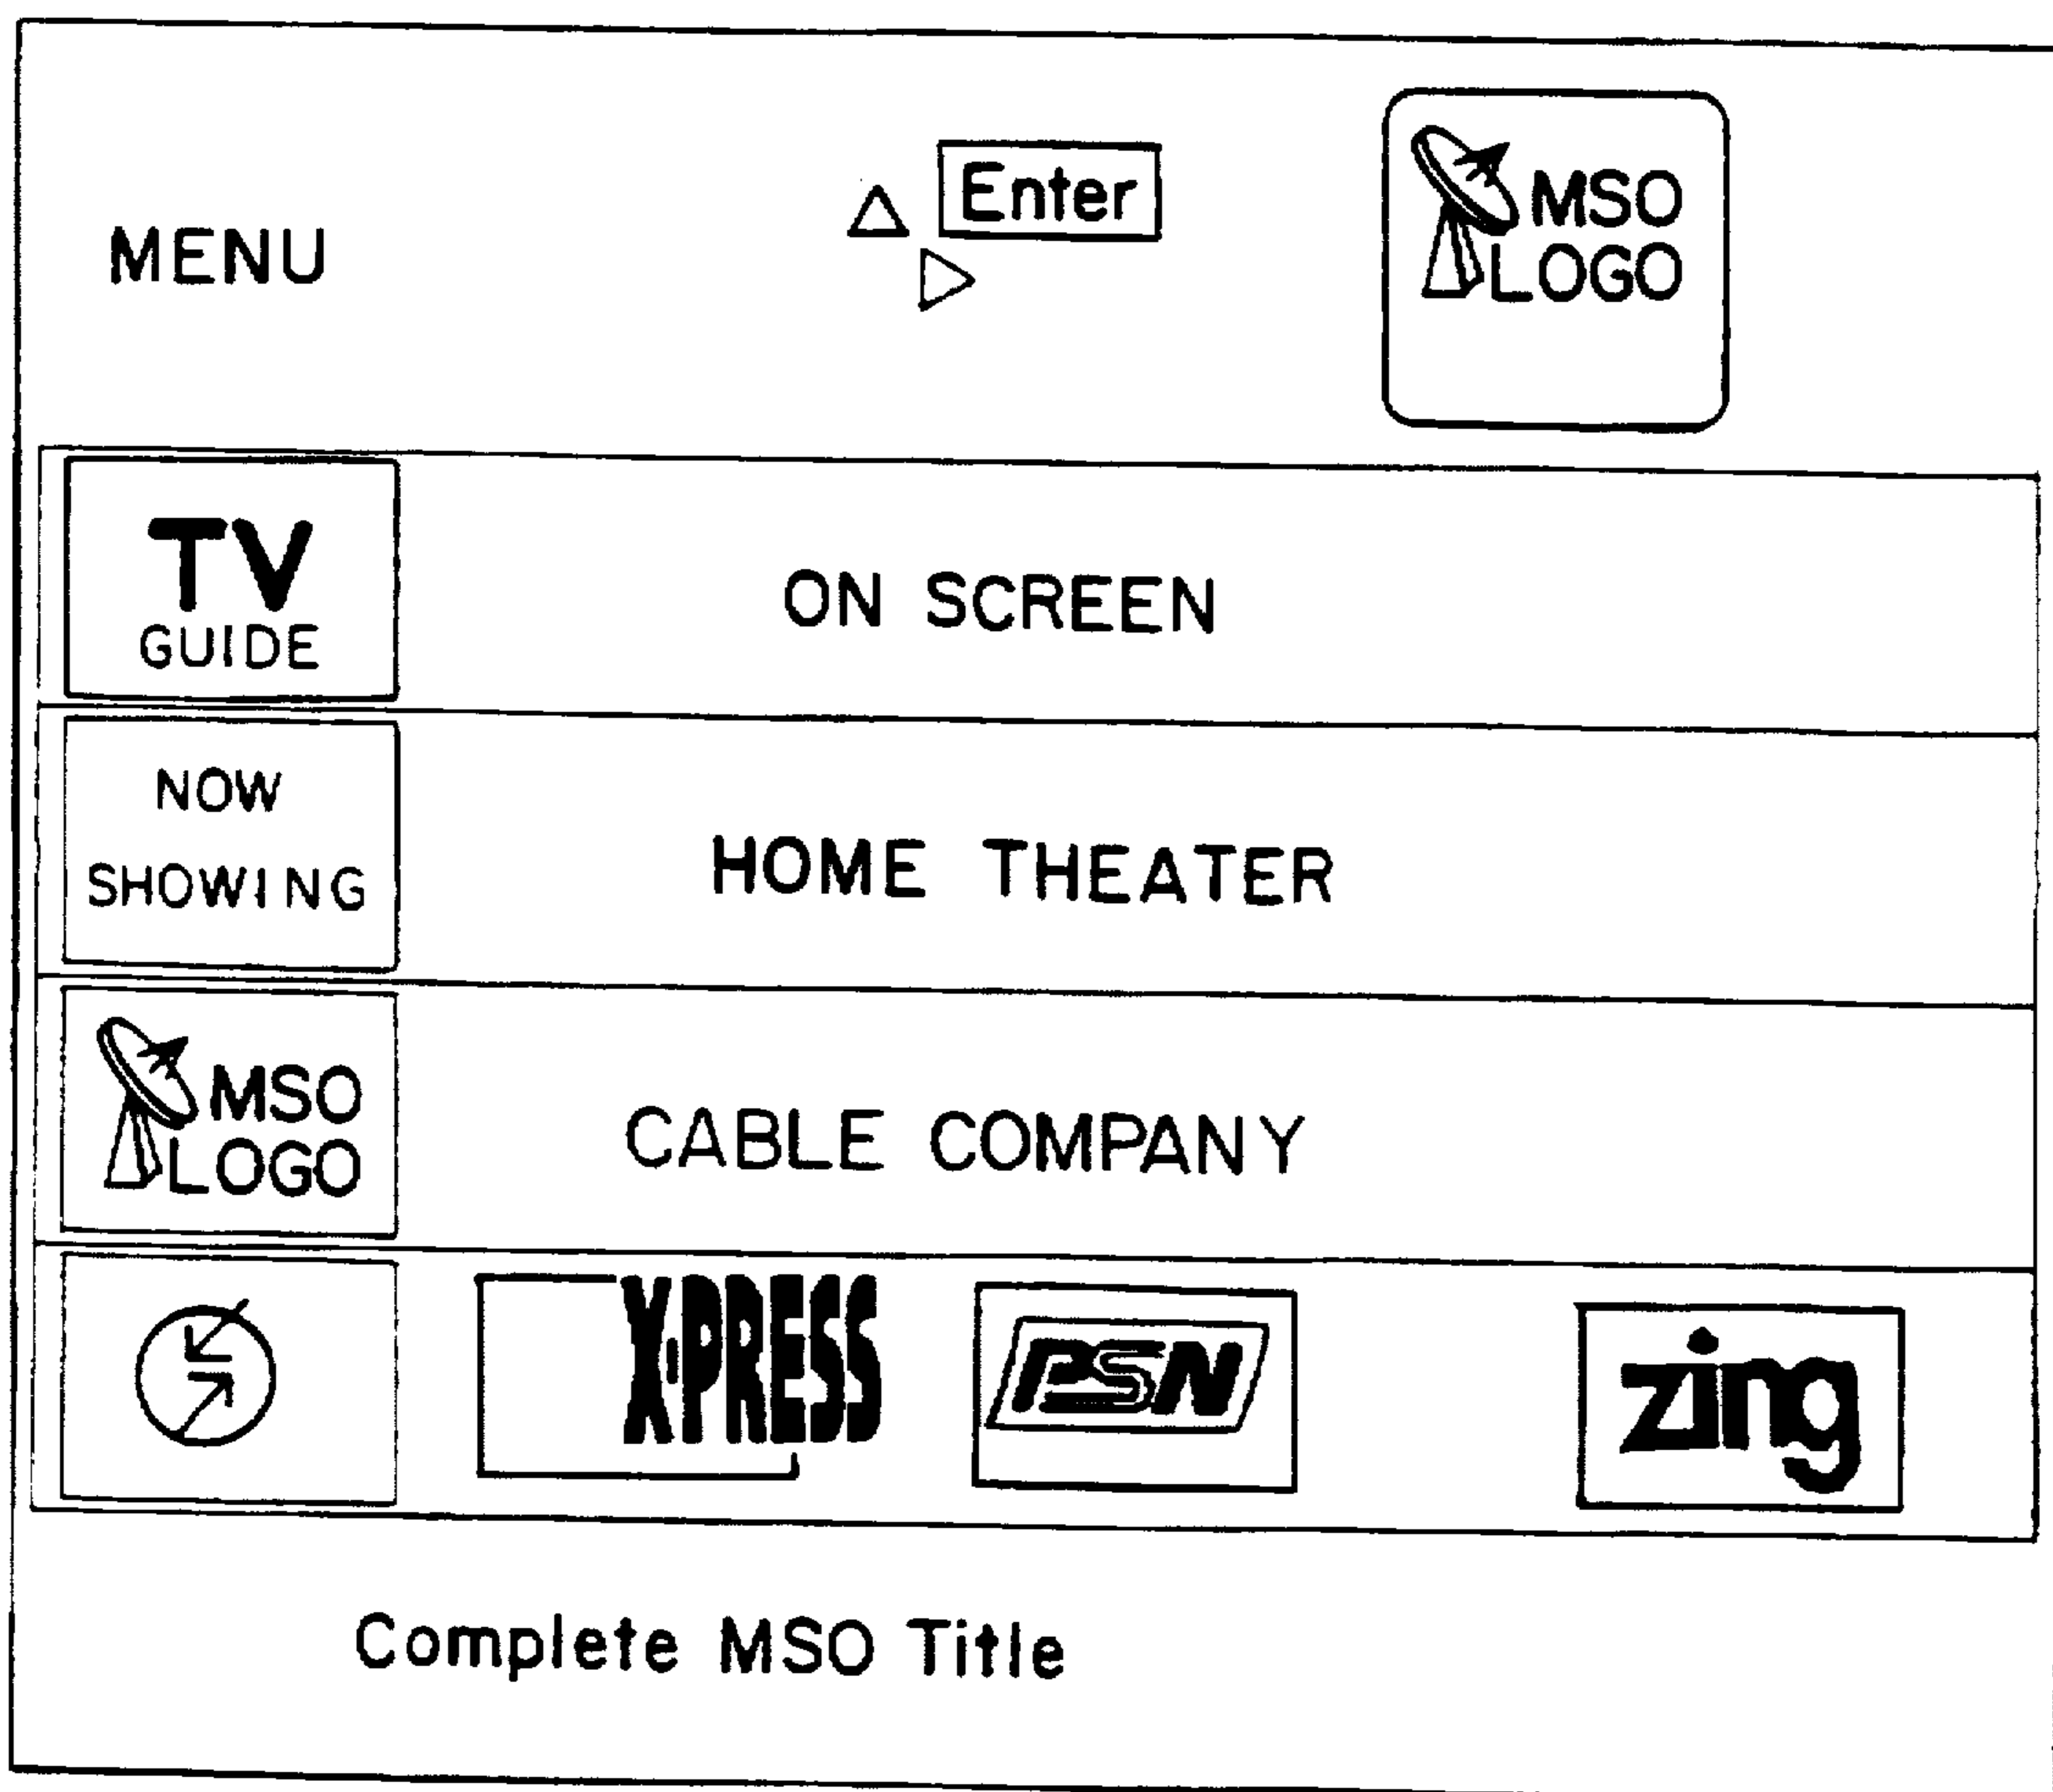 MENU
Enter
MSO
LOGO
TV
GUIDE
ON SCREEN
NOW
SHOWING
HOME THEATER
MSO
LOGO
CABLE COMPANY
X·PRESS
PSN
zing
Complete MSO Title